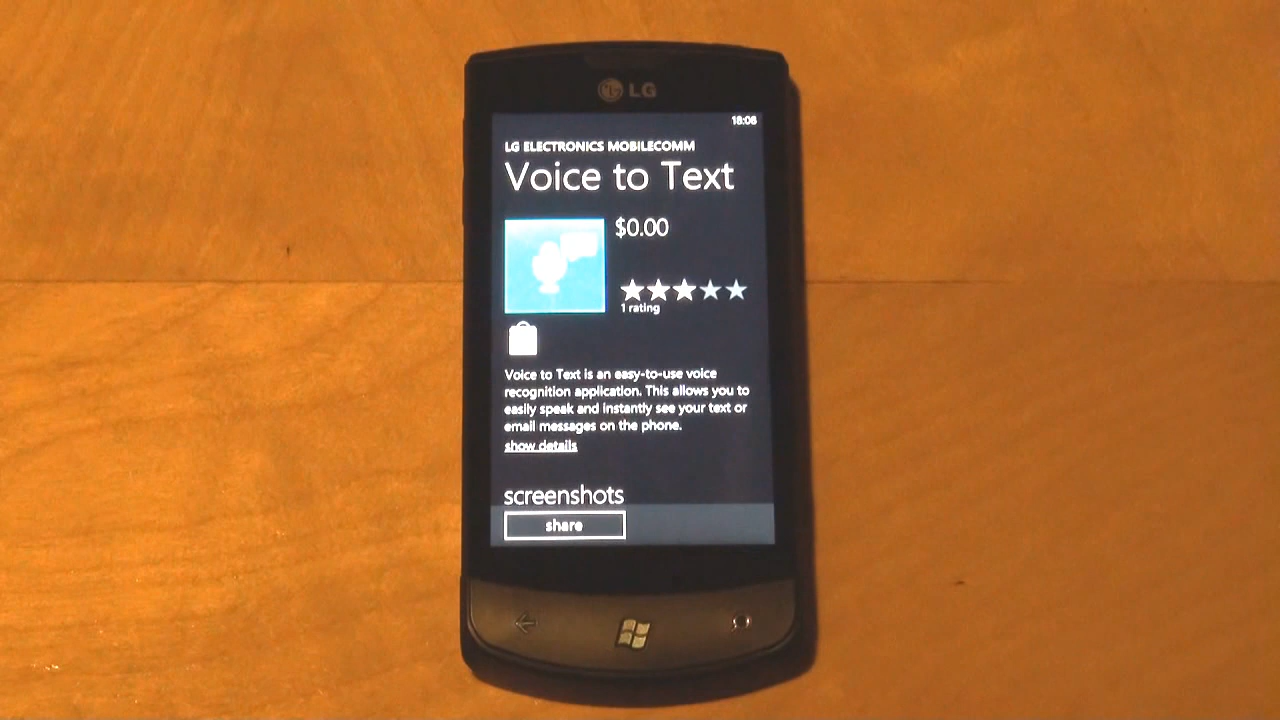 LG
18:06
LG ELECTRONICS MOBILECOMM
Voice to Text
$0.00
1 rating
Voice to Text is an easy-to-use voice
recognition application. This allows you to
easily speak and instantly see your text or
email messages on the phone.
show details
screenshots
share